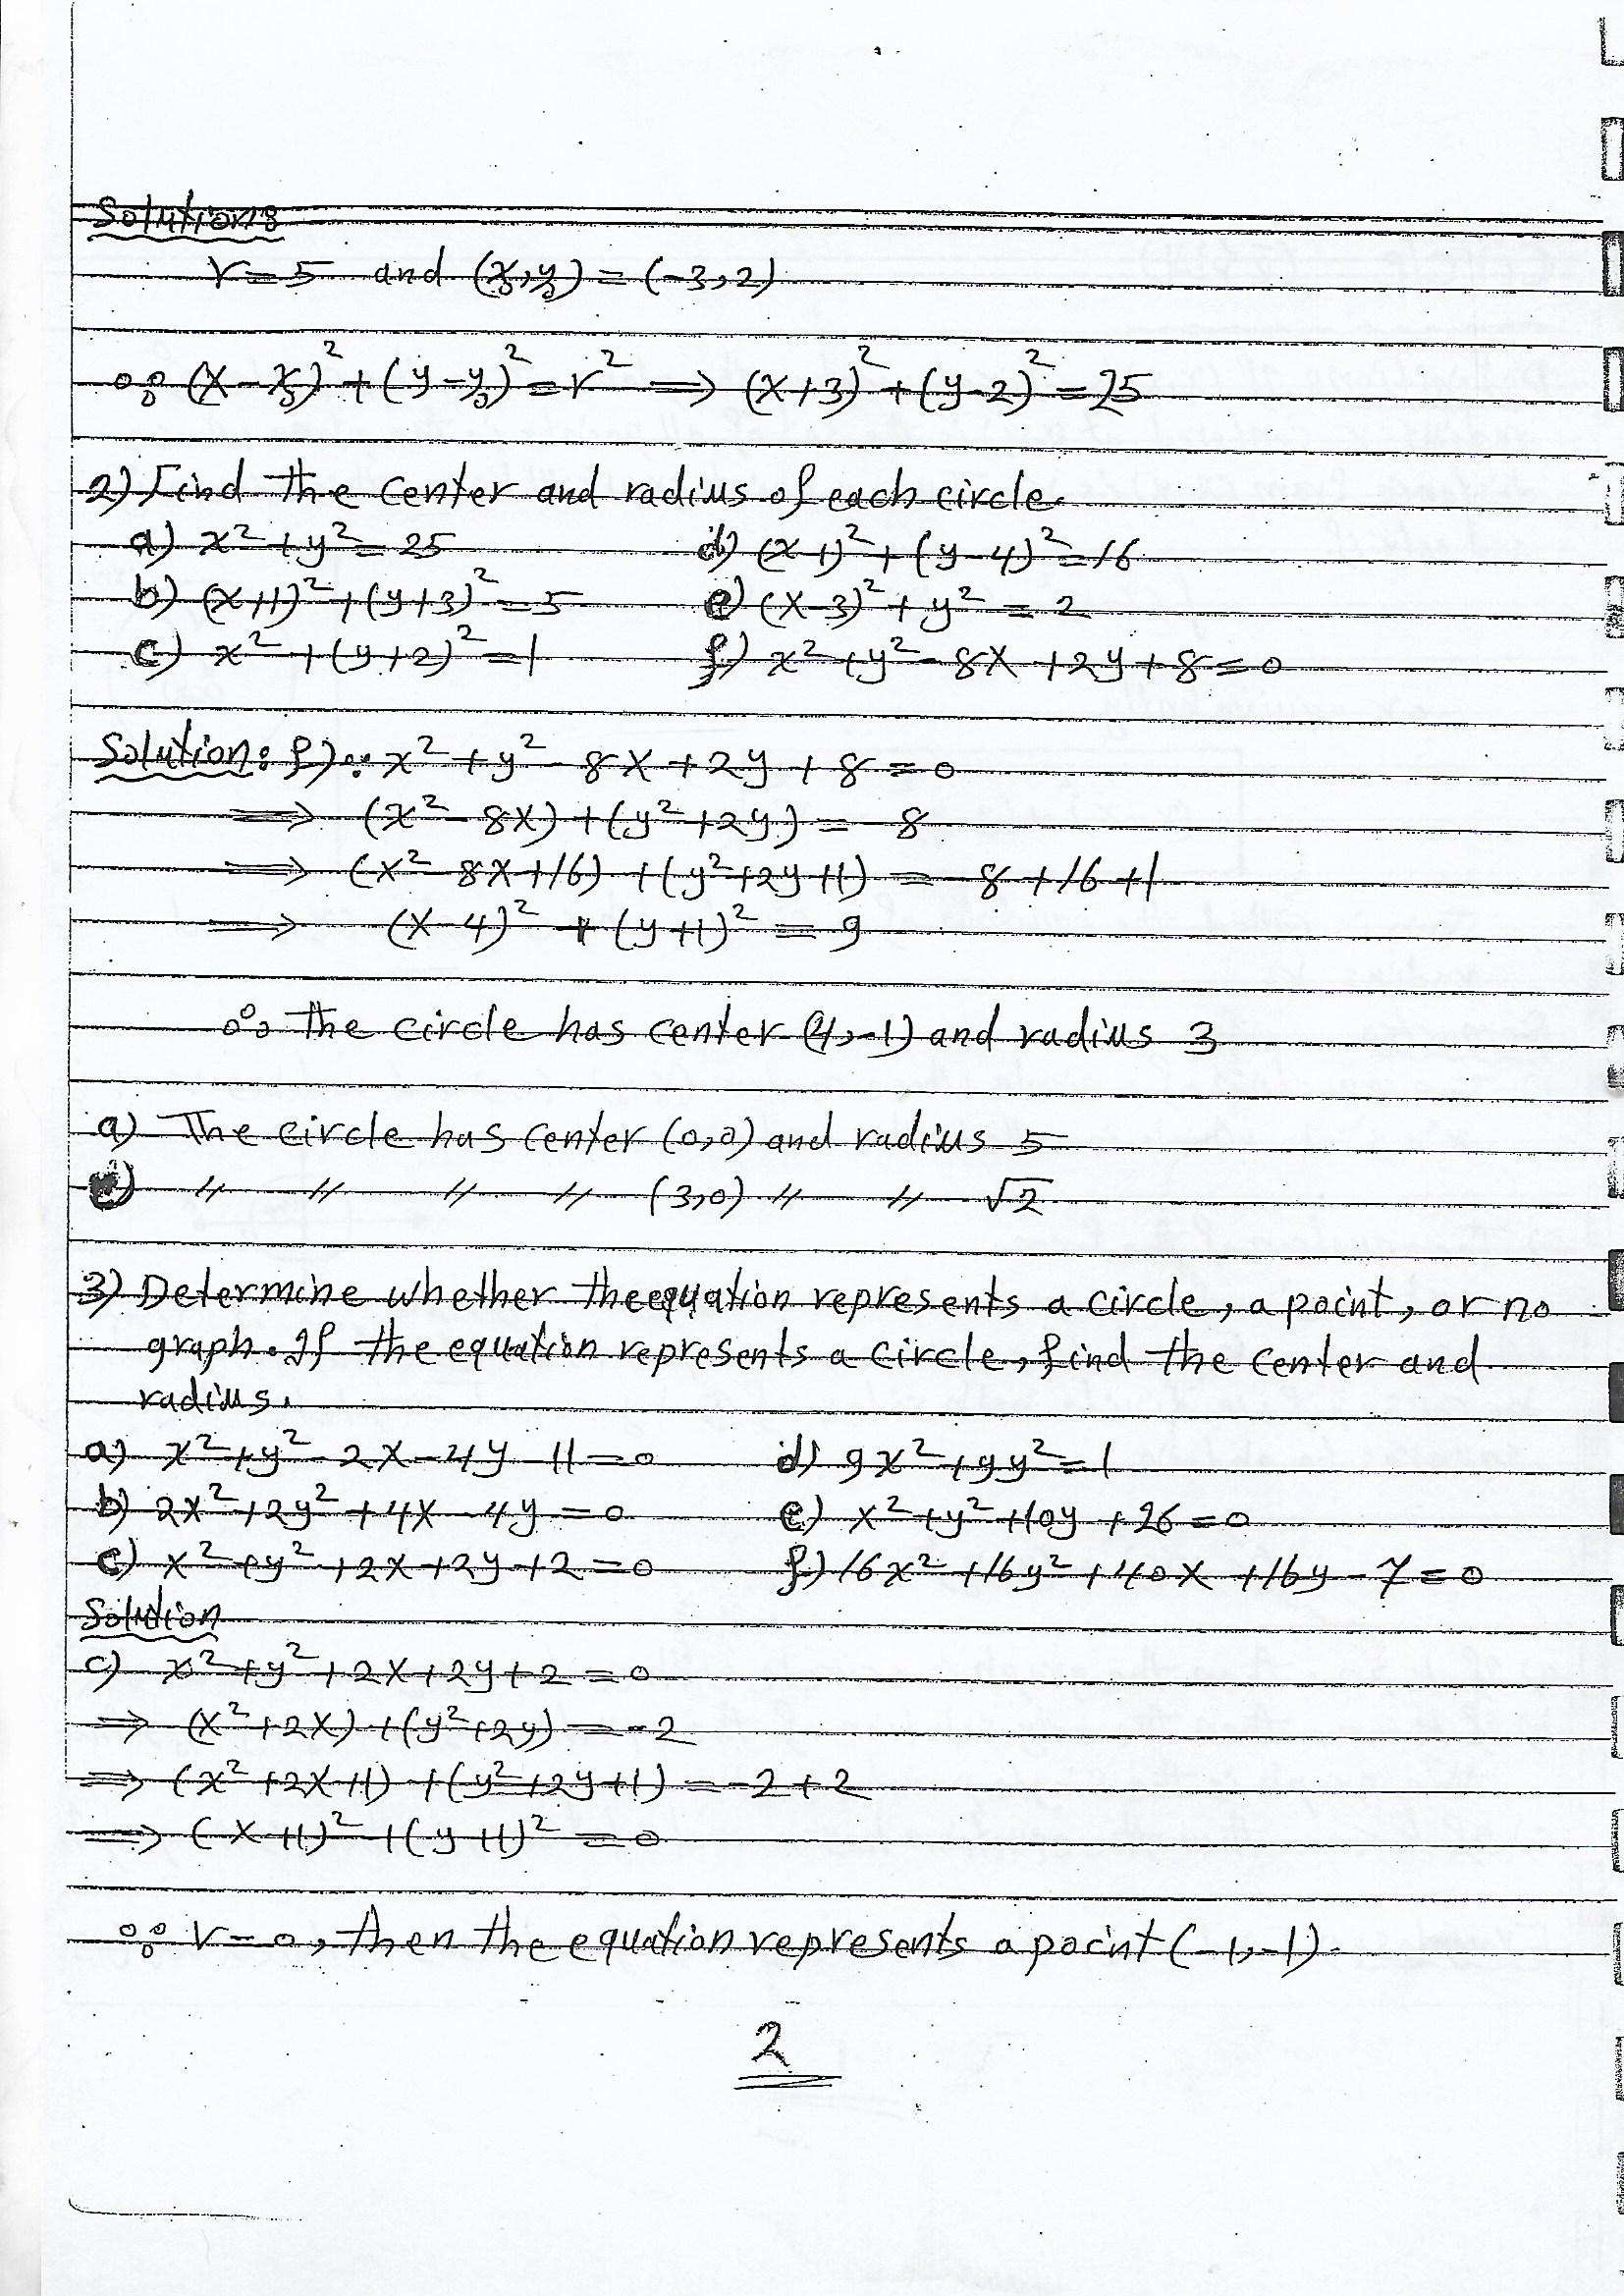 Solution:
r = 5 and (x₀, y₀) = (-3, 2)
∵ (x - x₀)² + (y - y₀)² = r² ⟹ (x+3)² + (y-2)² = 25
2) Find the center and radius of each circle.
a) x² + y² = 25 d) (x-1)² + (y-4)² = 16
b) (x+1)² + (y+3)² = 5 e) (x-3)² + y² = 2
c) x² + (y+2)² = 1 f) x² + y² - 8x + 2y + 8 = 0
Solution: f) ∵ x² + y² - 8x + 2y + 8 = 0
⟹ (x² - 8x) + (y² + 2y) = -8
⟹ (x² - 8x + 16) + (y² + 2y + 1) = -8 + 16 + 1
⟹ (x-4)² + (y+1)² = 9
∴ The circle has center (4, -1) and radius 3
a) The circle has center (0,0) and radius 5
e) 〃 〃 〃 〃 (3,0) 〃 〃 √2
3) Determine whether the equation represents a circle, a point, or no
graph. If the equation represents a circle, find the center and
radius.
a) x² + y² - 2x - 4y - 11 = 0 d) 9x² + 9y² = 1
b) 2x² + 2y² + 4x - 4y = 0 e) x² + y² + 10y + 26 = 0
c) x² + y² + 2x + 2y + 2 = 0 f) 16x² + 16y² + 40x + 16y - 7 = 0
Solution
c) x² + y² + 2x + 2y + 2 = 0
⟹ (x² + 2x) + (y² + 2y) = -2
⟹ (x² + 2x + 1) + (y² + 2y + 1) = -2 + 2
⟹ (x+1)² + (y+1)² = 0
∵ r = 0, then the equation represents a point (-1, -1).
2